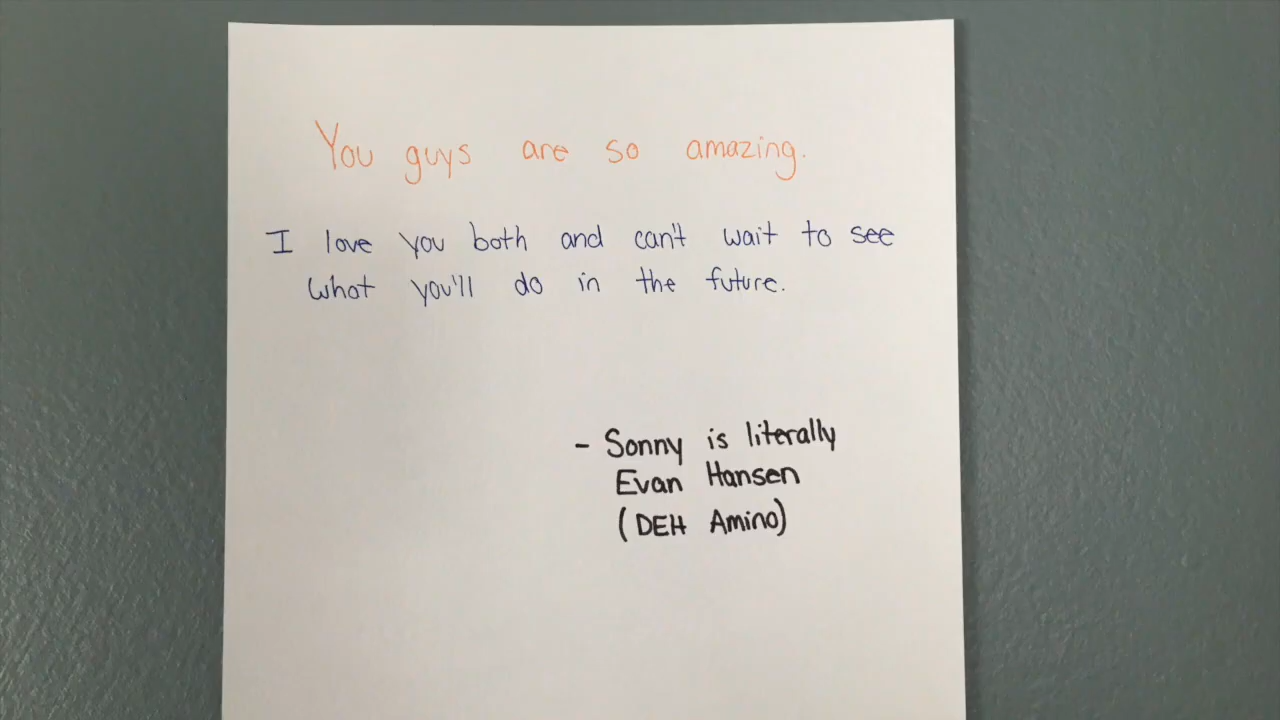 You guys are so amazing.
I love you both and can't wait to see
what you'll do in the future.
- Sonny is literally
Evan Hansen
(DEH Amino)